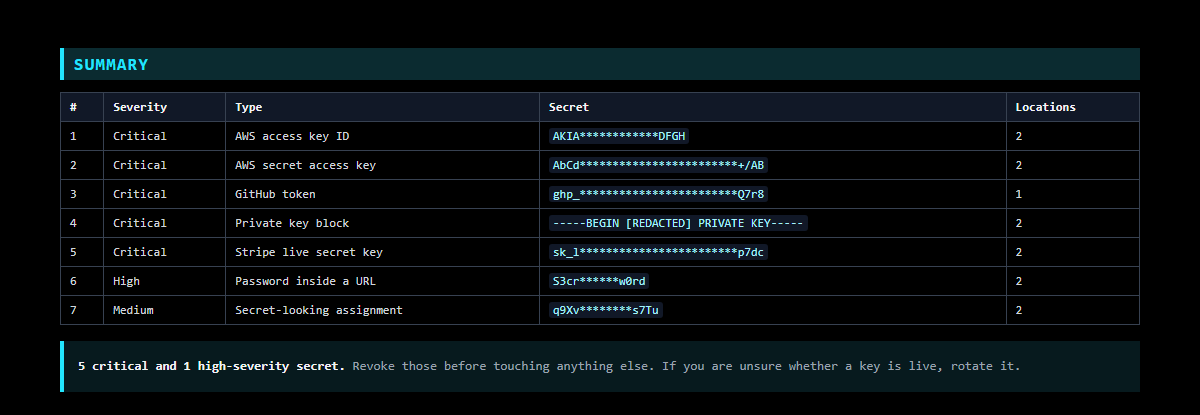 SUMMARY
# Severity Type Secret Locations
1 Critical AWS access key ID AKIA************DFGH 2
2 Critical AWS secret access key AbCd************************+/AB 2
3 Critical GitHub token ghp_************************Q7r8 1
4 Critical Private key block -----BEGIN [REDACTED] PRIVATE KEY----- 2
5 Critical Stripe live secret key sk_l************************p7dc 2
6 High Password inside a URL S3cr******w0rd 2
7 Medium Secret-looking assignment q9Xv********s7Tu 2
5 critical and 1 high-severity secret. Revoke those before touching anything else. If you are unsure whether a key is live, rotate it.